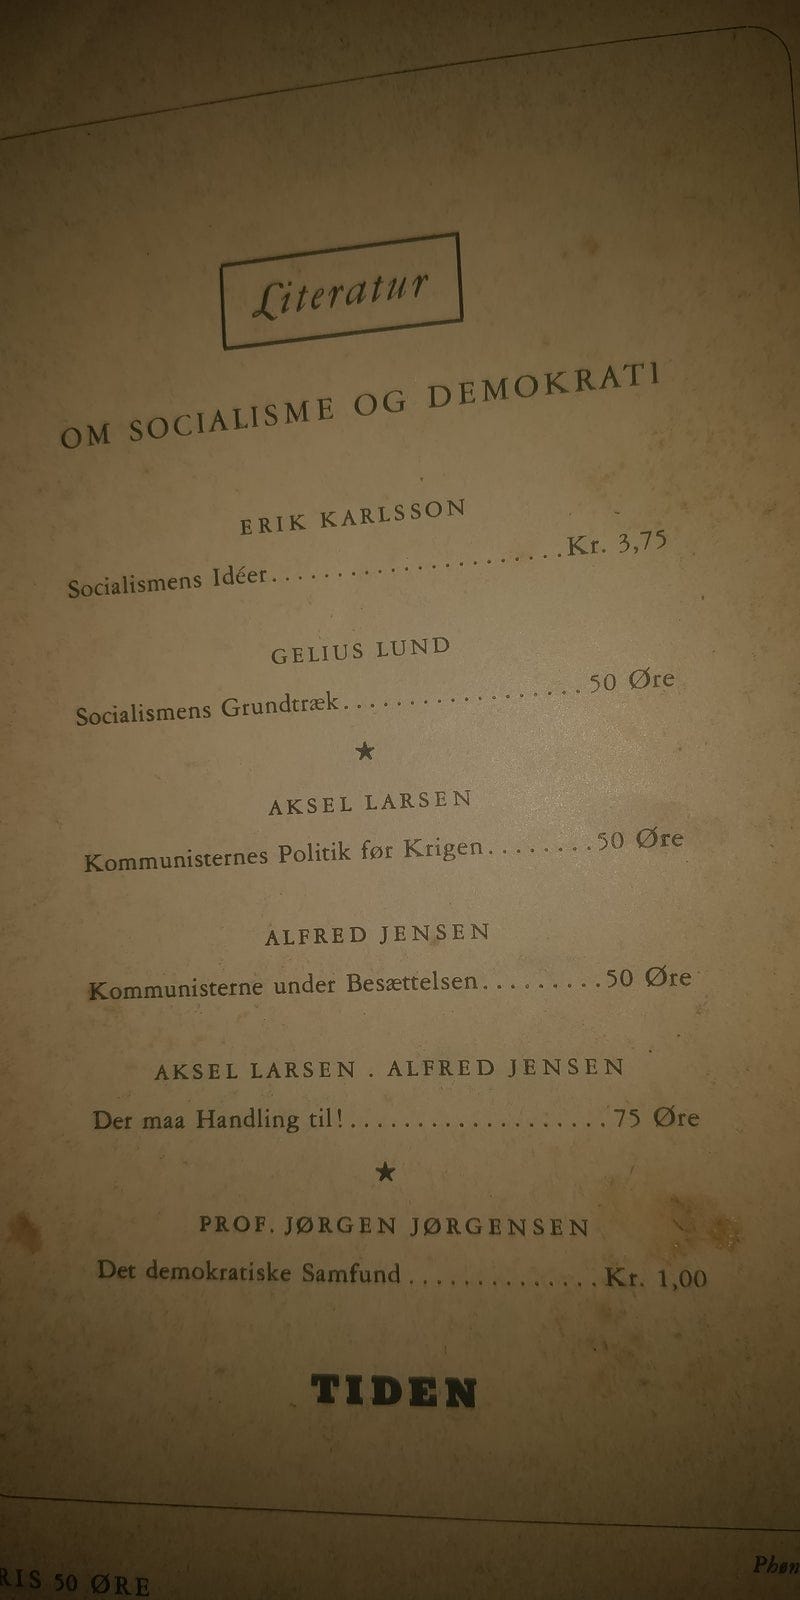 Literatur
OM SOCIALISME OG DEMOKRATI
ERIK KARLSSON
Socialismens Idéer.....................Kr. 3,75
GELIUS LUND
Socialismens Grundtræk..................50 Øre
★
AKSEL LARSEN
Kommunisternes Politik før Krigen........50 Øre
ALFRED JENSEN
Kommunisterne under Besættelsen.........50 Øre
AKSEL LARSEN . ALFRED JENSEN
Der maa Handling til!....................75 Øre
★
PROF. JØRGEN JØRGENSEN
Det demokratiske Samfund ..............Kr. 1,00
TIDEN
RIS 50 ØRE